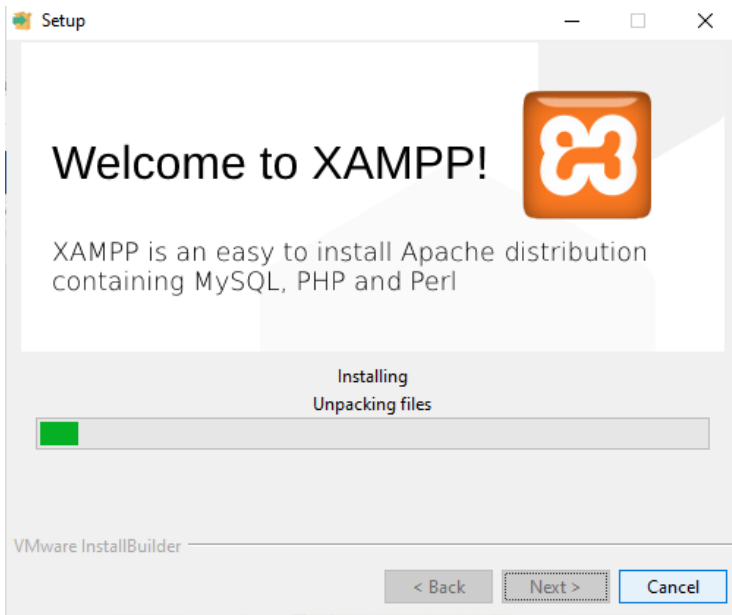 Setup
Welcome to XAMPP!
XAMPP is an easy to install Apache distribution
containing MySQL, PHP and Perl
Installing
Unpacking files
VMware InstallBuilder
< Back
Next >
Cancel